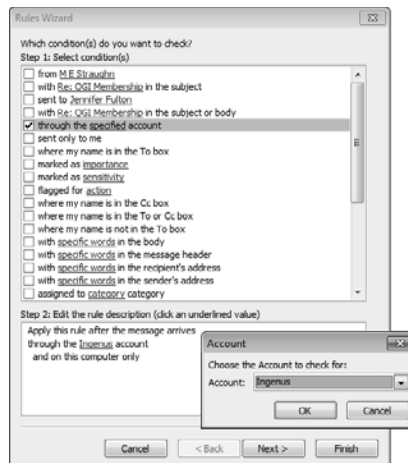 Rules Wizard
Which condition(s) do you want to check?
Step 1: Select condition(s)
from M E Straughn
with Re: OGI Membership in the subject
sent to Jennifer Fulton
with Re: OGI Membership in the subject or body
through the specified account
sent only to me
where my name is in the To box
marked as importance
marked as sensitivity
flagged for action
where my name is in the Cc box
where my name is in the To or Cc box
where my name is not in the To box
with specific words in the body
with specific words in the message header
with specific words in the recipient's address
with specific words in the sender's address
assigned to category category
Step 2: Edit the rule description (click an underlined value)
Apply this rule after the message arrives
through the Ingenus account
and on this computer only
Account
Choose the Account to check for:
Account: Ingenus
OK Cancel
Cancel < Back Next > Finish